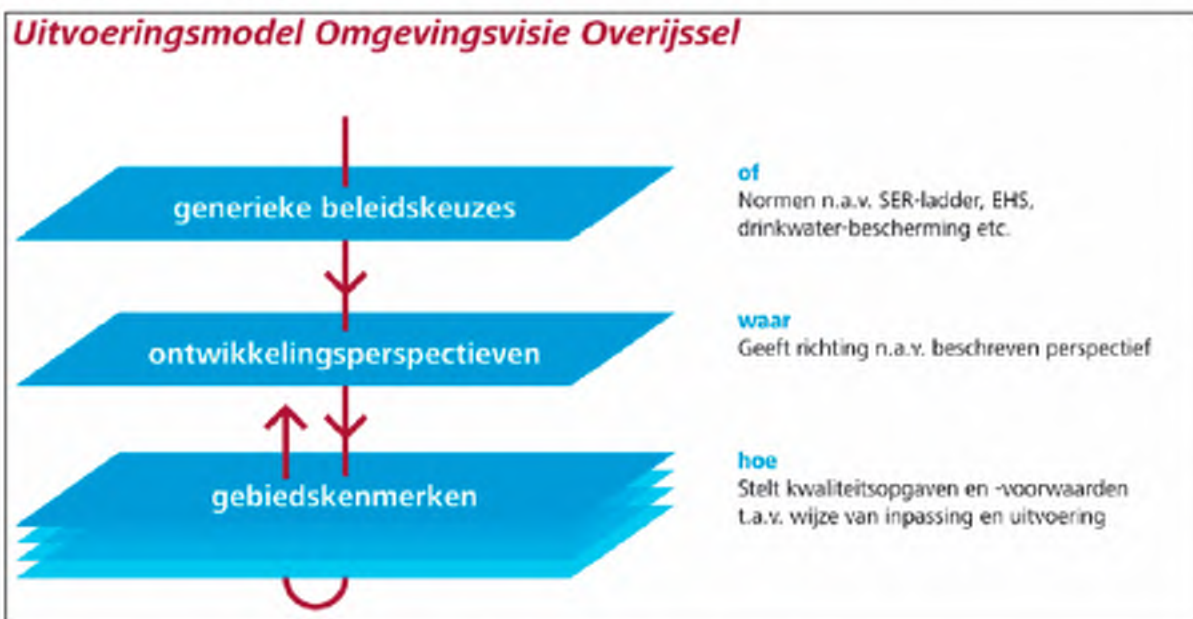 Uitvoeringsmodel Omgevingsvisie Overijssel
generieke beleidskeuzes
of
Normen n.a.v. SER-ladder, EHS,
drinkwater-bescherming etc.
ontwikkelingsperspectieven
waar
Geeft richting n.a.v. beschreven perspectief
gebiedskenmerken
hoe
Stelt kwaliteitsopgaven en -voorwaarden
t.a.v. wijze van inpassing en uitvoering